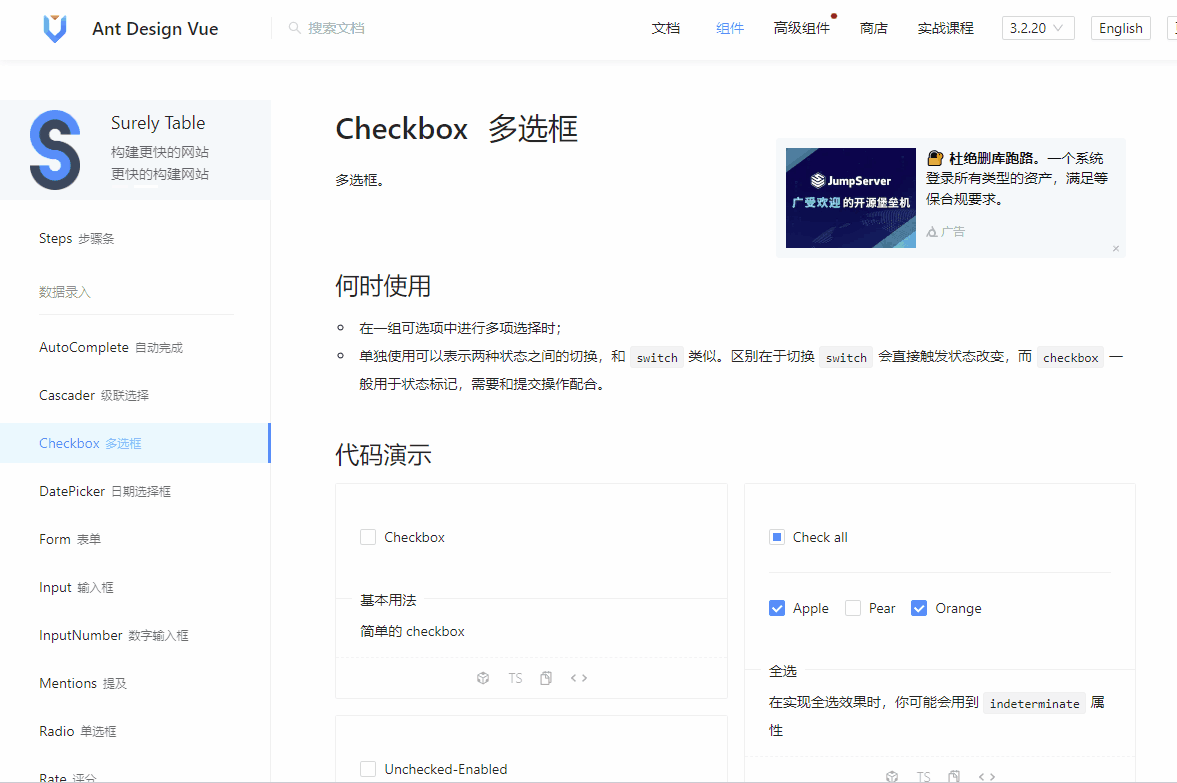 Ant Design Vue
搜索文档
文档 组件 高级组件 商店 实战课程 3.2.20 English
Surely Table
构建更快的网站
更快的构建网站
Steps 步骤条
数据录入
AutoComplete 自动完成
Cascader 级联选择
Checkbox 多选框
DatePicker 日期选择框
Form 表单
Input 输入框
InputNumber 数字输入框
Mentions 提及
Radio 单选框
Rate 评分
Checkbox 多选框
多选框。
JumpServer
广受欢迎的开源堡垒机
杜绝删库跑路。一个系统
登录所有类型的资产，满足等
保合规要求。
广告
×
何时使用
在一组可选项中进行多项选择时；
单独使用可以表示两种状态之间的切换，和 switch 类似。区别在于切换 switch 会直接触发状态改变，而 checkbox 一
般用于状态标记，需要和提交操作配合。
代码演示
Checkbox
基本用法
简单的 checkbox
TS
<>
Unchecked-Enabled
Check all
Apple Pear Orange
全选
在实现全选效果时，你可能会用到 indeterminate 属
性
TS
<>